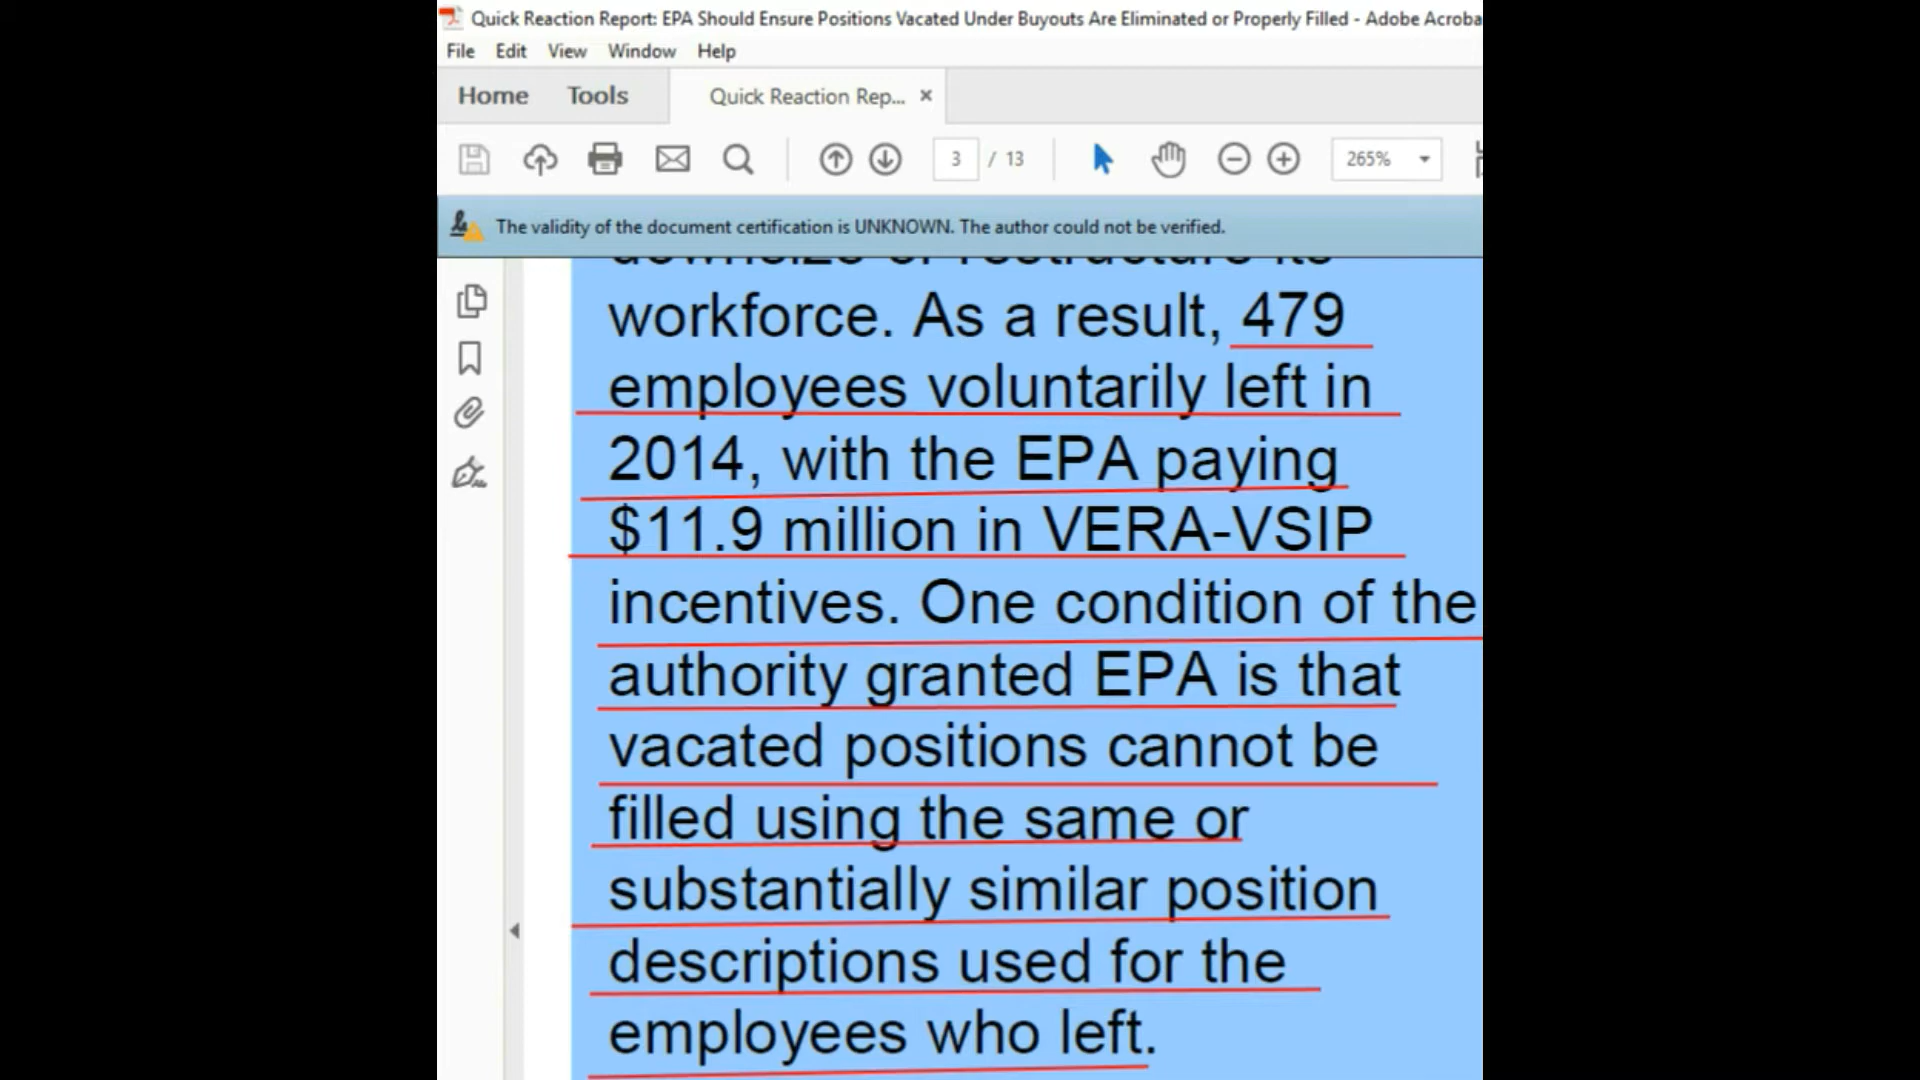 Quick Reaction Report: EPA Should Ensure Positions Vacated Under Buyouts Are Eliminated or Properly Filled - Adobe Acroba
File Edit View Window Help
Home Tools Quick Reaction Rep...
3 / 13 265%
The validity of the document certification is UNKNOWN. The author could not be verified.
downsize or restructure its
workforce. As a result, 479
employees voluntarily left in
2014, with the EPA paying
$11.9 million in VERA-VSIP
incentives. One condition of the
authority granted EPA is that
vacated positions cannot be
filled using the same or
substantially similar position
descriptions used for the
employees who left.